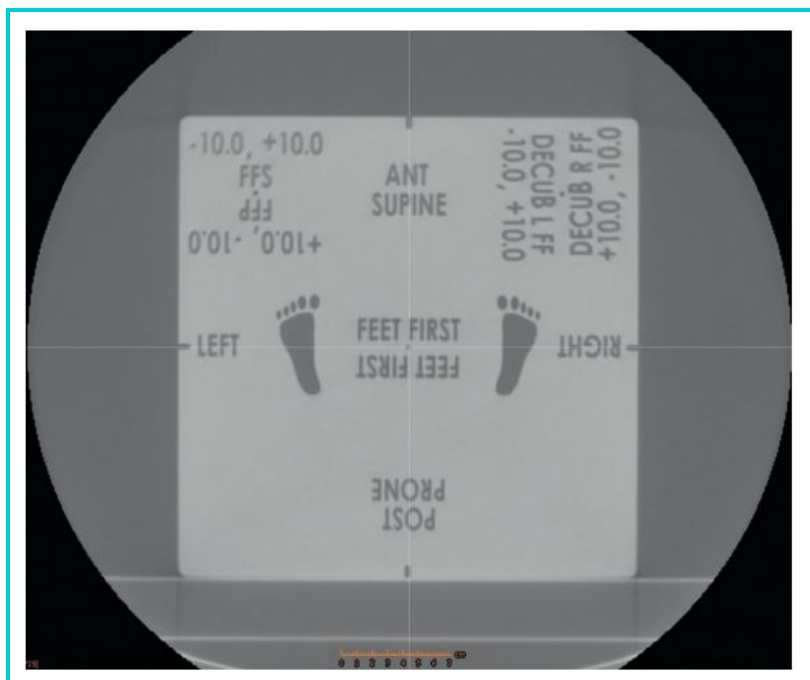 -10.0, +10.0
FFS
FFP
+10.0, -10.0
ANT
SUPINE
DECUB R FF
+10.0, -10.0
DECUB L FF
-10.0, +10.0
LEFT
FEET FIRST
FEET FIRST
RIGHT
POST
PRONE